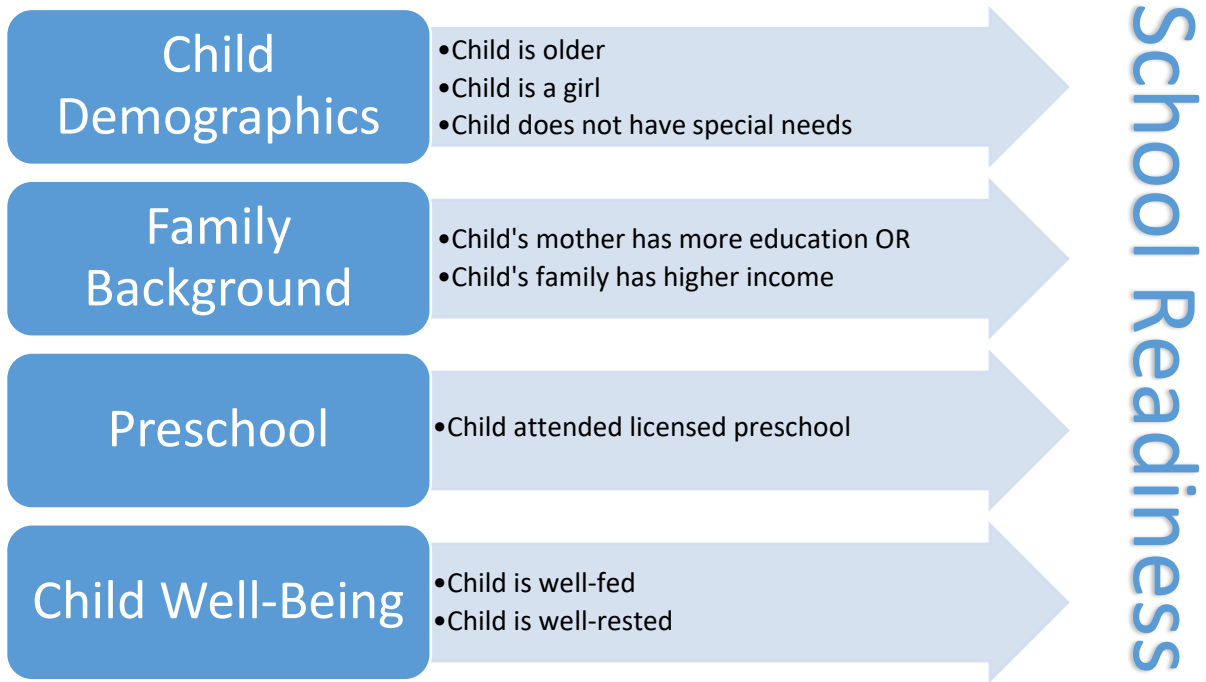 Child
Demographics
•Child is older
•Child is a girl
•Child does not have special needs
Family
Background
•Child's mother has more education OR
•Child's family has higher income
Preschool
•Child attended licensed preschool
Child Well-Being
•Child is well-fed
•Child is well-rested
School Readiness